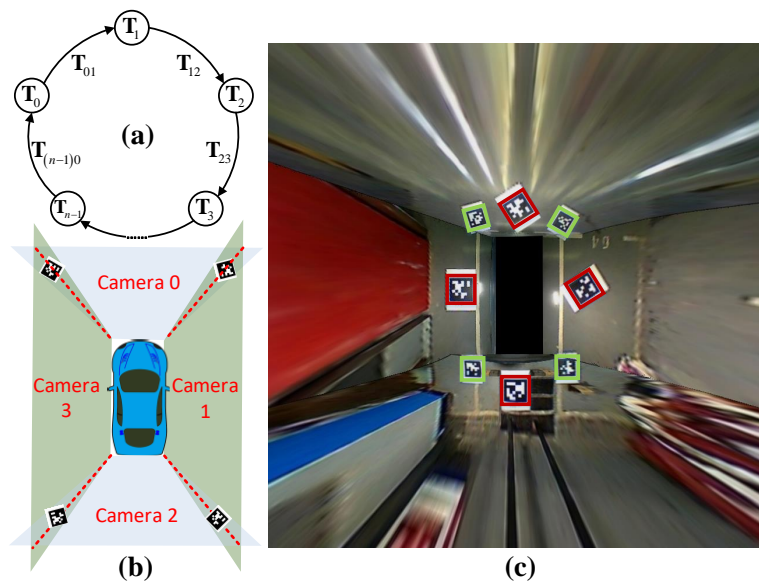 T₁
T₀₁
T₁₂
T₀
T₂
(a)
T₍ₙ₋₁₎₀
T₂₃
Tₙ₋₁
T₃
......
Camera 0
Camera
3
Camera
1
Camera 2
(b)
(c)